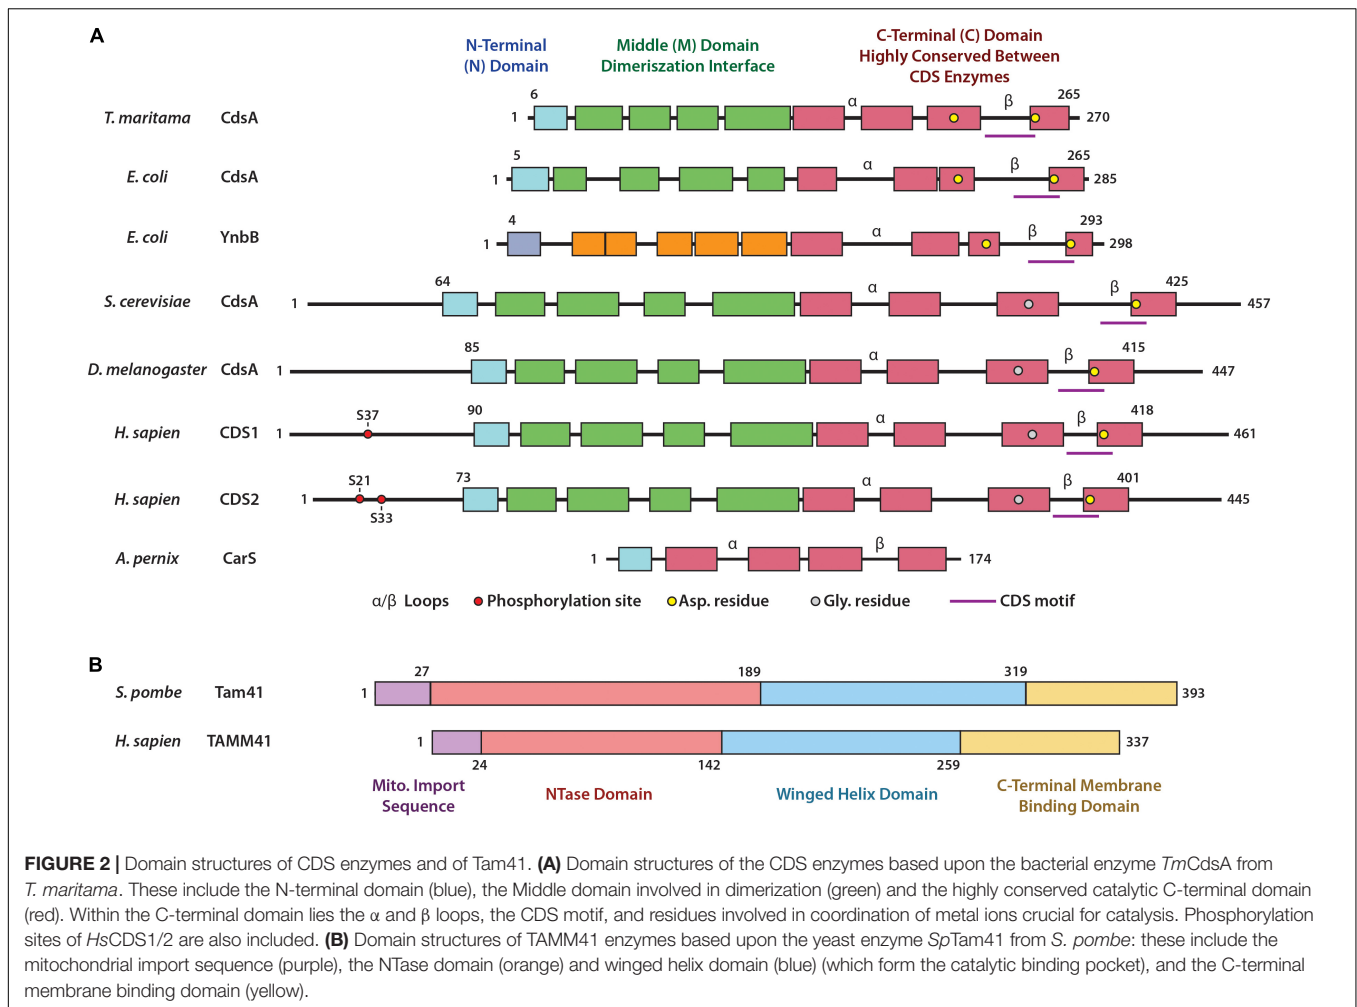 A
N-Terminal
(N) Domain
Middle (M) Domain
Dimeriszation Interface
C-Terminal (C) Domain
Highly Conserved Between
CDS Enzymes
T. maritama CdsA 1 6 α β 265 270
E. coli CdsA 1 5 α β 265 285
E. coli YnbB 1 4 α β 293 298
S. cerevisiae CdsA 1 64 α β 425 457
D. melanogaster CdsA 1 85 α β 415 447
H. sapien CDS1 1 S37 90 α β 418 461
H. sapien CDS2 1 S21 S33 73 α β 401 445
A. pernix CarS 1 α β 174
α/β Loops Phosphorylation site Asp. residue Gly. residue CDS motif
B
S. pombe Tam41 1 27 189 319 393
H. sapien TAMM41 1 24 142 259 337
Mito. Import
Sequence
NTase Domain
Winged Helix Domain
C-Terminal Membrane
Binding Domain
FIGURE 2 | Domain structures of CDS enzymes and of Tam41. (A) Domain structures of the CDS enzymes based upon the bacterial enzyme TmCdsA from
T. maritama. These include the N-terminal domain (blue), the Middle domain involved in dimerization (green) and the highly conserved catalytic C-terminal domain
(red). Within the C-terminal domain lies the α and β loops, the CDS motif, and residues involved in coordination of metal ions crucial for catalysis. Phosphorylation
sites of HsCDS1/2 are also included. (B) Domain structures of TAMM41 enzymes based upon the yeast enzyme SpTam41 from S. pombe: these include the
mitochondrial import sequence (purple), the NTase domain (orange) and winged helix domain (blue) (which form the catalytic binding pocket), and the C-terminal
membrane binding domain (yellow).